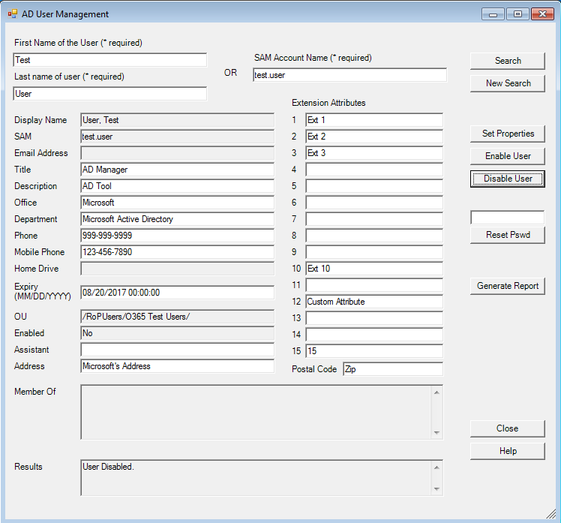 AD User Management
First Name of the User (* required)
Test
SAM Account Name (* required)
Search
OR
Last name of user (* required)
test.user
New Search
User
Extension Attributes
Display Name User, Test 1 Ext 1
SAM test.user 2 Ext 2 Set Properties
Email Address 3 Ext 3 Enable User
Title AD Manager 4
Description AD Tool 5 Disable User
Office Microsoft 6
Department Microsoft Active Directory 7
Phone 999-999-9999 8 Reset Pswd
Mobile Phone 123-456-7890 9
Home Drive 10 Ext 10
Expiry
(MM/DD/YYYY) 08/20/2017 00:00:00 11 Generate Report
12 Custom Attribute
OU /RoPUsers/O365 Test Users/ 13
Enabled No 14
Assistant 15 15
Address Microsoft's Address Postal Code Zip
Member Of
Close
Help
Results User Disabled.